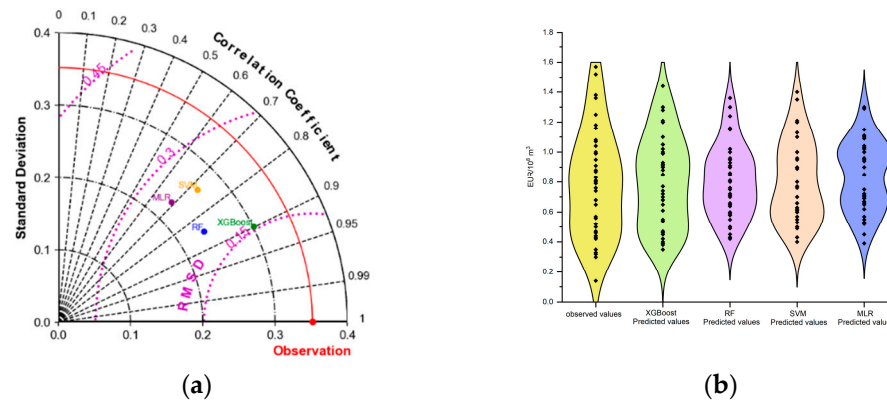 0.4
0
0.1
0.2
0.3
0.4
0.5
0.6
0.7
0.8
0.9
0.95
0.99
1
Correlation Coefficient
Standard Deviation
0.3
0.2
0.1
0.0
0.0
0.1
0.2
0.3
0.4
Observation
0.45
0.3
0.15
RMSD
SVM
MLR
RF
XGBoost
(a)
EUR/10⁸ m³
1.8
1.6
1.4
1.2
1.0
0.8
0.6
0.4
0.2
0.0
observed values
XGBoost
Predicted values
RF
Predicted values
SVM
Predicted values
MLR
Predicted valu
(b)